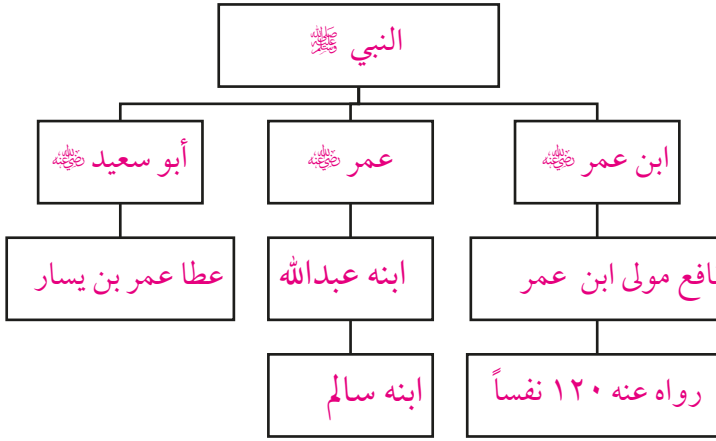 النبي ﷺ
ابن عمر رضي الله عنه
عمر رضي الله عنه
أبو سعيد رضي الله عنه
نافع مولى ابن عمر
ابنه عبدالله
عطا عمر بن يسار
رواه عنه ١٢٠ نفساً
ابنه سالم